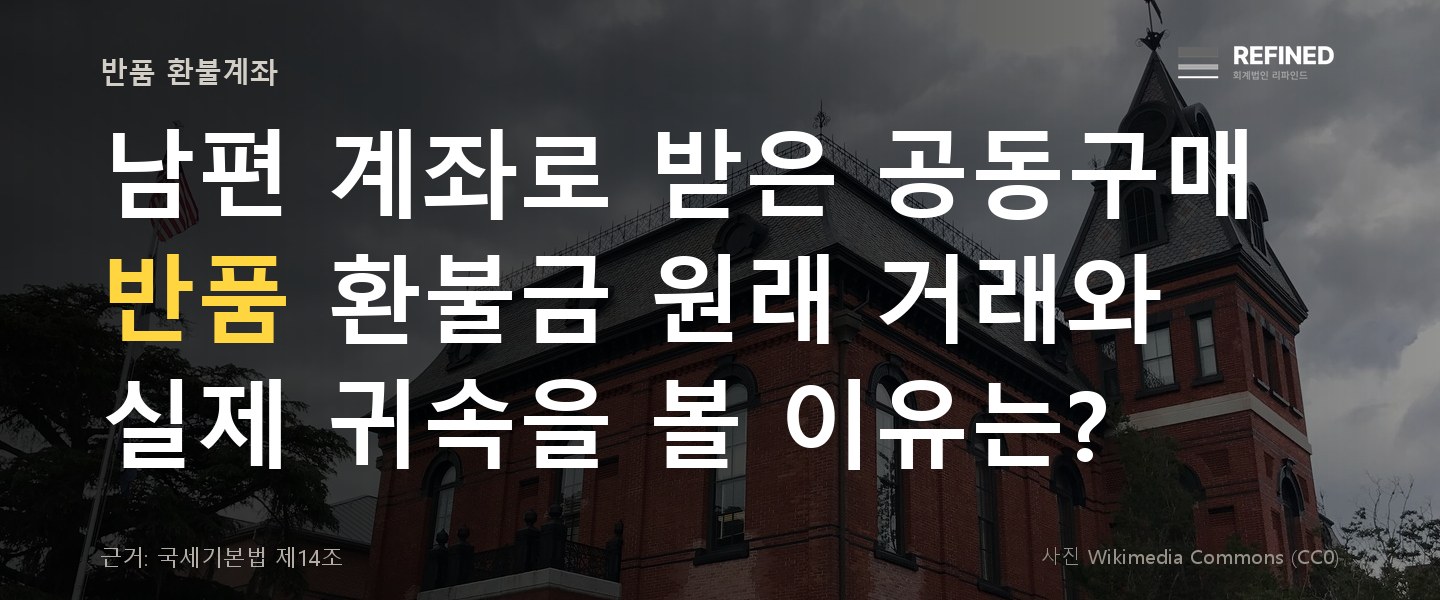 반품 환불계좌
REFINED
회계법인 리파인드
남편 계좌로 받은 공동구매
반품 환불금 원래 거래와
실제 귀속을 볼 이유는?
근거: 국세기본법 제14조
사진 Wikimedia Commons (CC0)